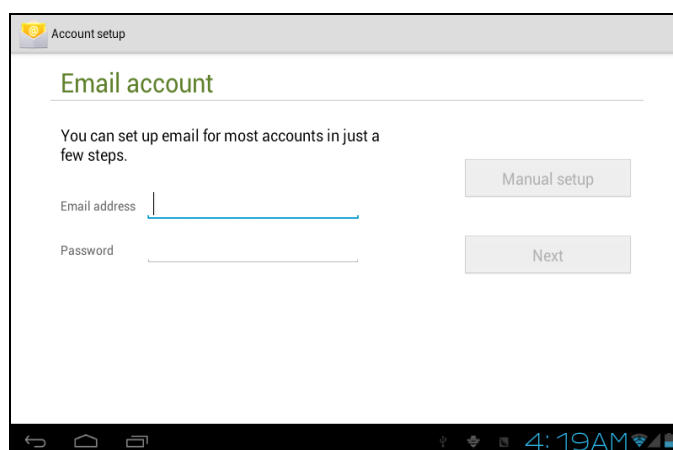 Account setup
Email account
You can set up email for most accounts in just a
few steps.
Manual setup
Email address
Password
Next
4:19AM